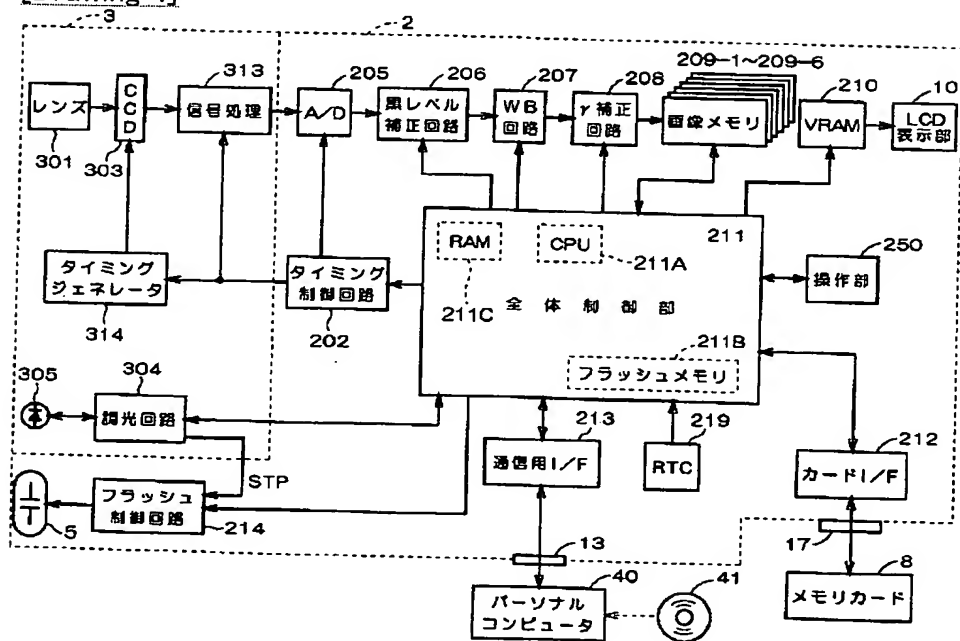 3
2
レンズ
301
CCD
303
313
信号処理
205
A/D
206
黒レベル
補正回路
207
WB
回路
208
γ補正
回路
209-1~209-6
画像メモリ
210
VRAM
10
LCD
表示部
タイミング
ジェネレータ
314
タイミング
制御回路
202
RAM
211C
CPU
211A
211
全体制御部
211B
フラッシュメモリ
250
操作部
305
304
調光回路
STP
5
フラッシュ
制御回路
214
213
通信用I/F
219
RTC
212
カードI/F
13
17
40
パーソナル
コンピュータ
41
8
メモリカード